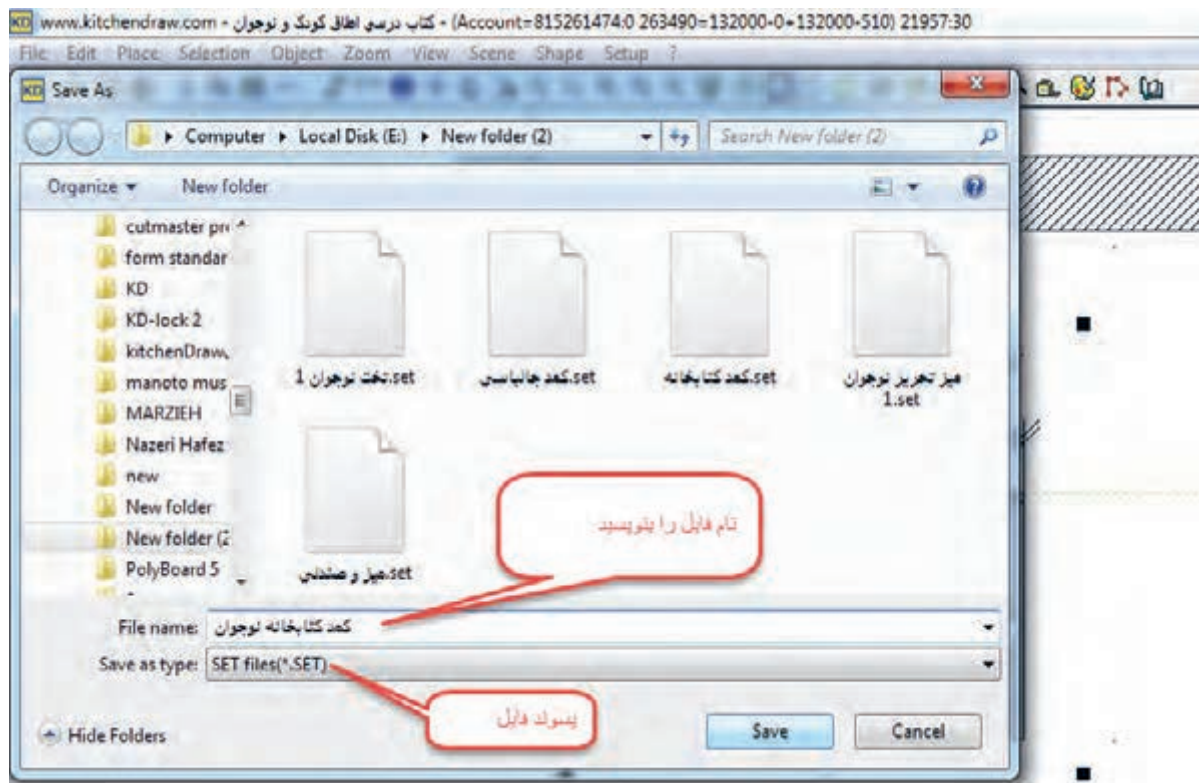 www.kitchendraw.com - کتاب درسی اطاق کودک و نوجوان - (Account=815261474:0 263490=132000-0+132000-510) 21957:30
File Edit Place Selection Object Zoom View Scene Shape Setup ?
Save As
Computer ▸ Local Disk (E:) ▸ New folder (2)
Search New folder (2)
Organize New folder
cutmaster pro
form standar
KD
KD-lock 2
kitchenDraw
manoto mus
MARZIEH
Nazeri Hafez
new
New folder
New folder (2
PolyBoard 5
تخت نوجوان 1.set
کمد جالباسی.set
کمد کتابخانه.set
میز تحریر نوجوان 1.set
میز و صندلی.set
نام فایل را بنویسید
File name: کمد کتابخانه نوجوان
Save as type: SET files(*.SET)
پسوند فایل
Hide Folders
Save
Cancel